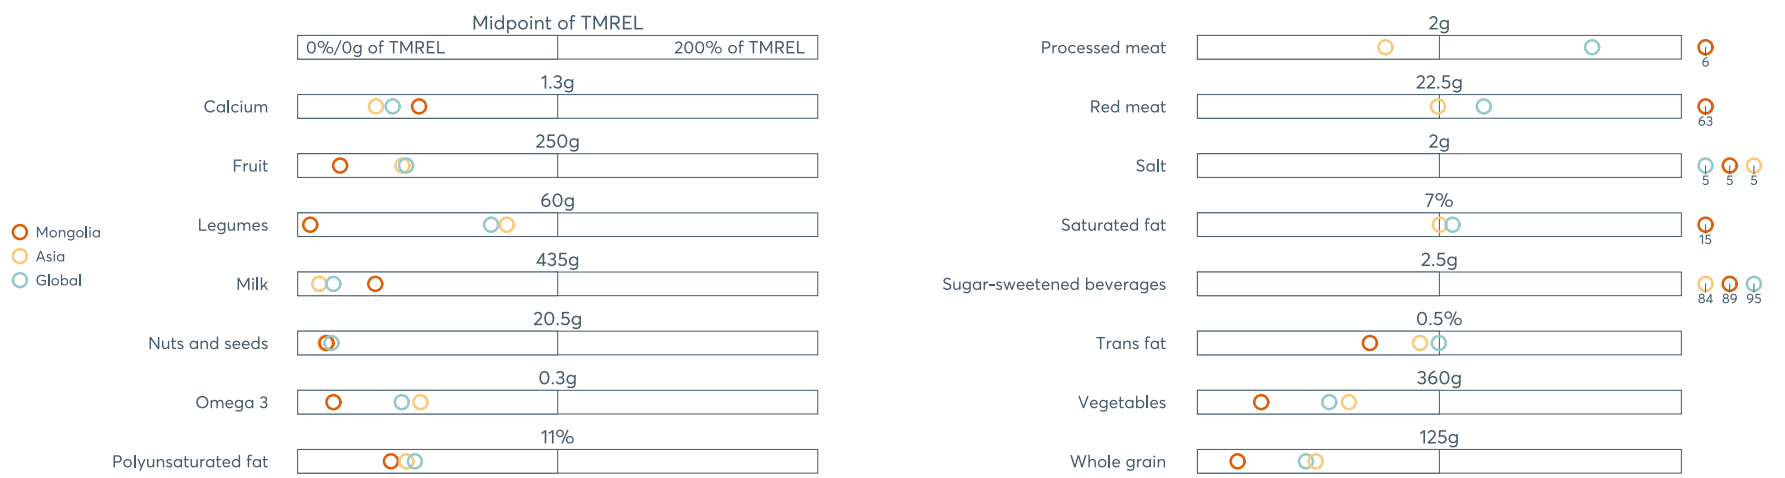 Midpoint of TMREL
0%/0g of TMREL 200% of TMREL
1.3g
Calcium
250g
Fruit
60g
Legumes
435g
Milk
20.5g
Nuts and seeds
0.3g
Omega 3
11%
Polyunsaturated fat
Mongolia
Asia
Global
2g
Processed meat
6
22.5g
Red meat
63
2g
Salt
5 5 5
7%
Saturated fat
15
2.5g
Sugar-sweetened beverages
84 89 95
0.5%
Trans fat
360g
Vegetables
125g
Whole grain